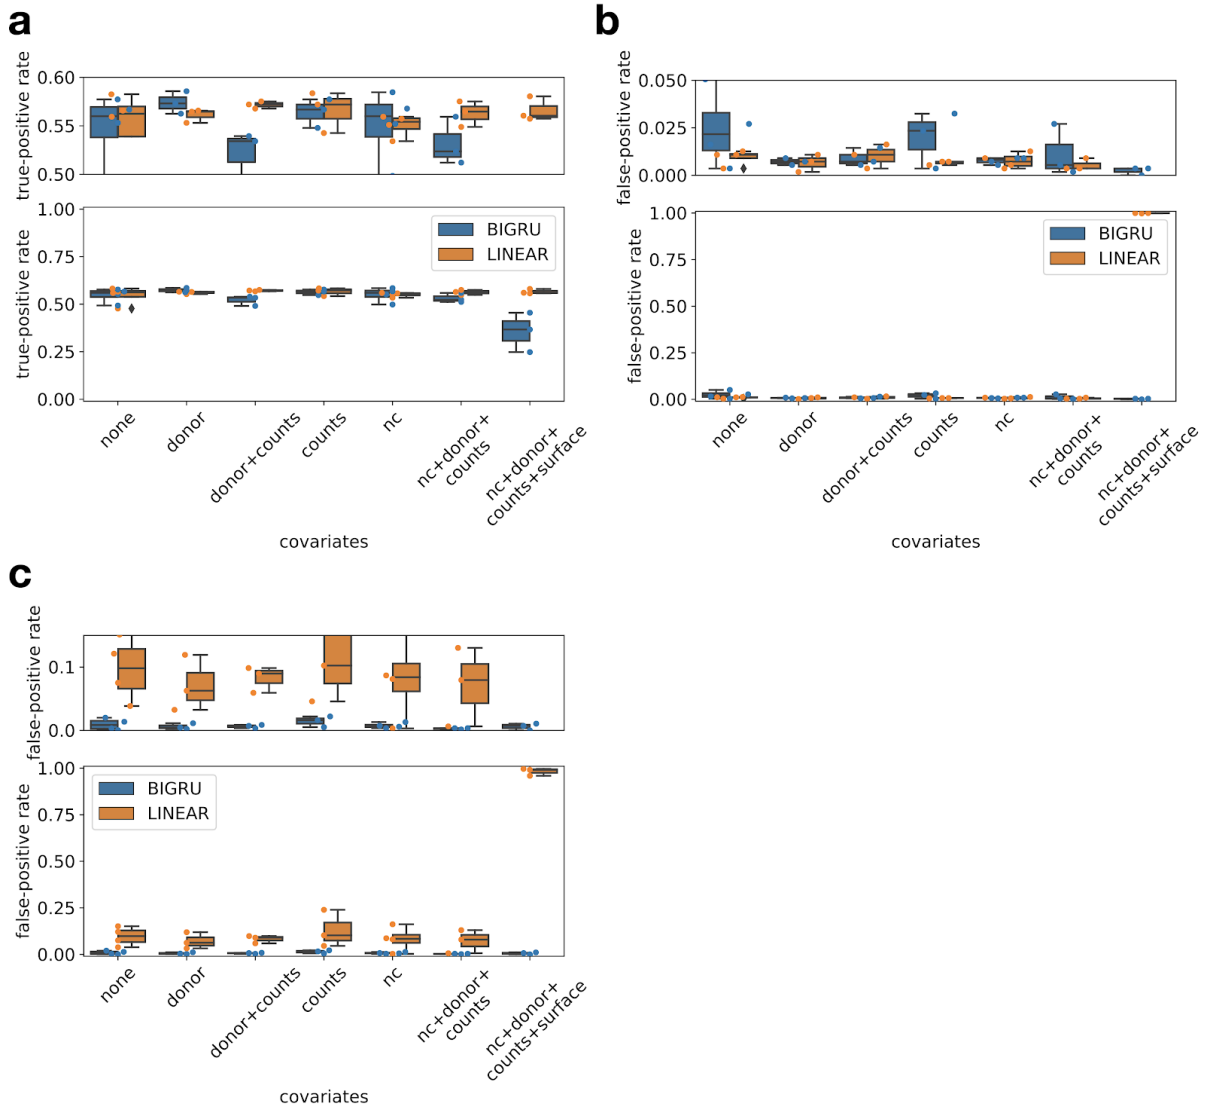 a
true-positive rate
0.60
0.55
0.50
true-positive rate
1.00
0.75
0.50
0.25
0.00
BIGRU
LINEAR
none
donor
donor+counts
counts
nc
nc+donor+
counts
nc+donor+
counts+surface
covariates
b
false-positive rate
0.050
0.025
0.000
false-positive rate
1.00
0.75
0.50
0.25
0.00
BIGRU
LINEAR
none
donor
donor+counts
counts
nc
nc+donor+
counts
nc+donor+
counts+surface
covariates
c
false-positive rate
0.1
0.0
false-positive rate
1.00
0.75
0.50
0.25
0.00
BIGRU
LINEAR
none
donor
donor+counts
counts
nc
nc+donor+
counts
nc+donor+
counts+surface
covariates